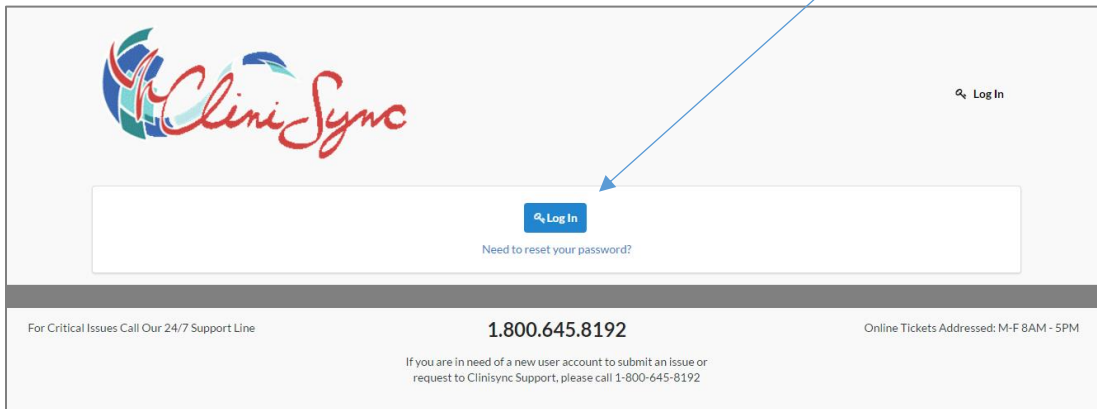 CliniSync
Log In
Log In
Need to reset your password?
For Critical Issues Call Our 24/7 Support Line
1.800.645.8192
Online Tickets Addressed: M-F 8AM - 5PM
If you are in need of a new user account to submit an issue or
request to Clinisync Support, please call 1-800-645-8192